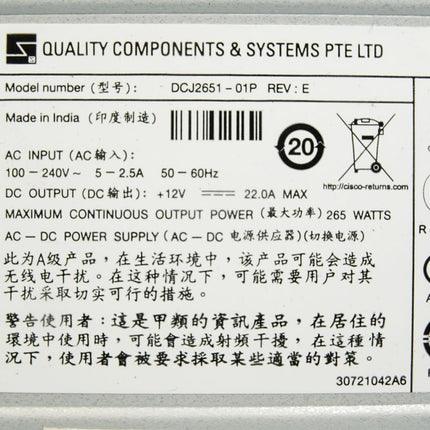 QUALITY COMPONENTS & SYSTEMS PTE LTD
Model number (型号): DCJ2651-01P REV: E
Made in India (印度制造)
20
http://cisco-returns.com
AC INPUT (AC输入):
100-240V~ 5-2.5A 50-60Hz
DC OUTPUT (DC输出): +12V 22.0A MAX
MAXIMUM CONTINUOUS OUTPUT POWER (最大功率) 265 WATTS
AC-DC POWER SUPPLY (AC-DC 电源供应器)(切换电源)
此为A级产品，在生活环境中，该产品可能会造成
无线电干扰。在这种情况下，可能需要用户对其
干扰采取切实可行的措施。
警告使用者：這是甲類的資訊產品，在居住的
環境中使用時，可能會造成射頻干擾，在這種情
況下，使用者會被要求採取某些適當的對策。
30721042A6